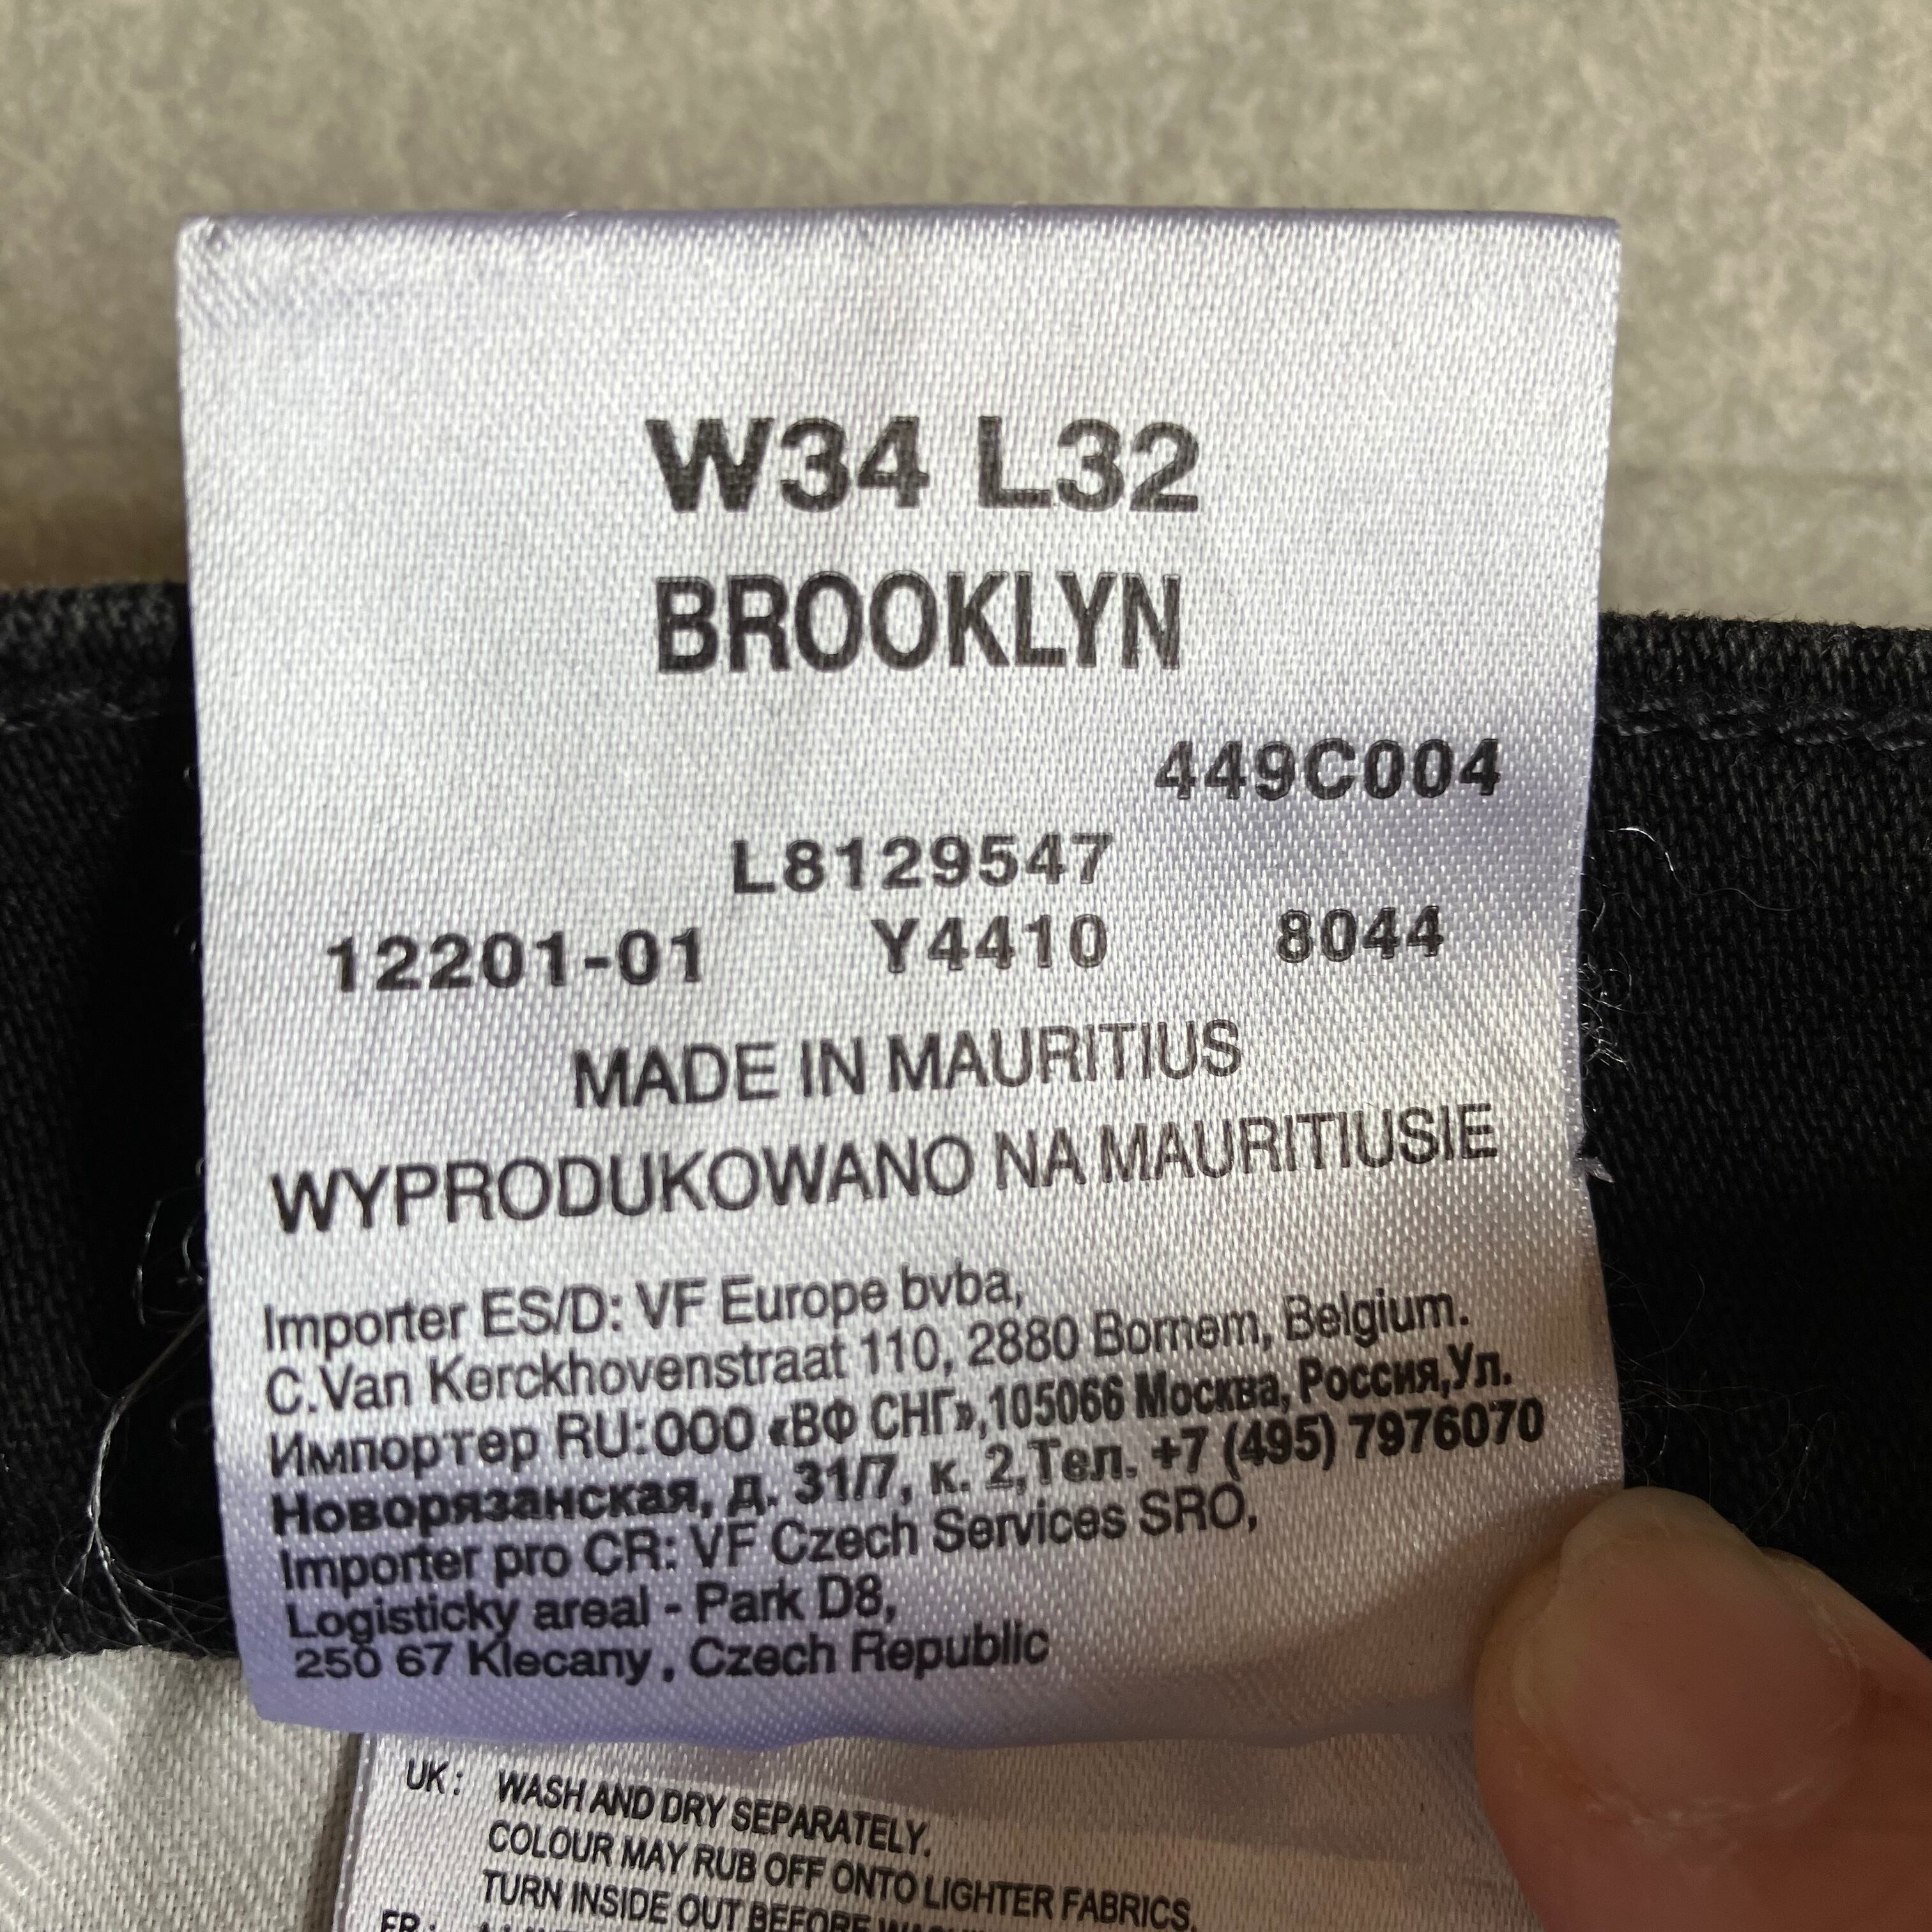 W34 L32
BROOKLYN
449C004
L8129547
12201-01 Y4410 8044
MADE IN MAURITIUS
WYPRODUKOWANO NA MAURITIUSIE
Importer ES/D: VF Europe bvba,
C.Van Kerckhovenstraat 110, 2880 Bornem, Belgium.
Импортер RU:OOO «ВФ СНГ»,105066 Москва, Россия,Ул.
Новорязанская, д. 31/7, к. 2,Тел. +7 (495) 7976070
Importer pro CR: VF Czech Services SRO,
Logisticky areal - Park D8,
250 67 Klecany, Czech Republic
UK: WASH AND DRY SEPARATELY.
COLOUR MAY RUB OFF ONTO LIGHTER FABRICS.
TURN INSIDE OUT BEFORE
FR: